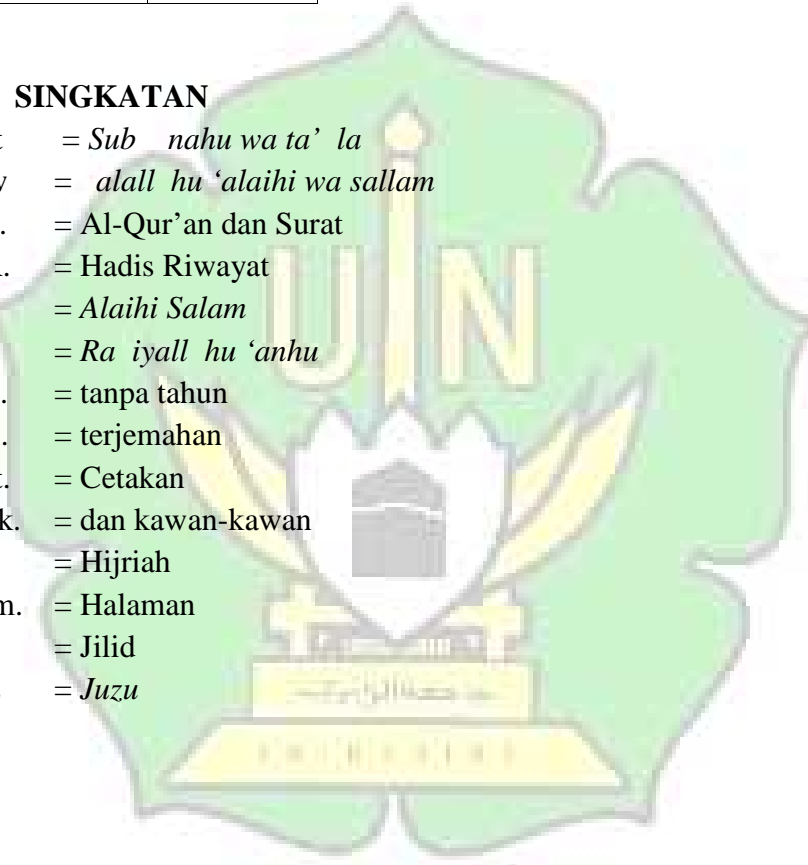 SINGKATAN
t = Sub nahu wa ta’ la
= alall hu ‘alaihi wa sallam
. = Al-Qur’an dan Surat
. = Hadis Riwayat
= Alaihi Salam
= Ra iyall hu ‘anhu
. = tanpa tahun
. = terjemahan
t. = Cetakan
k. = dan kawan-kawan
= Hijriah
m. = Halaman
= Jilid
. = Juzu
UIN